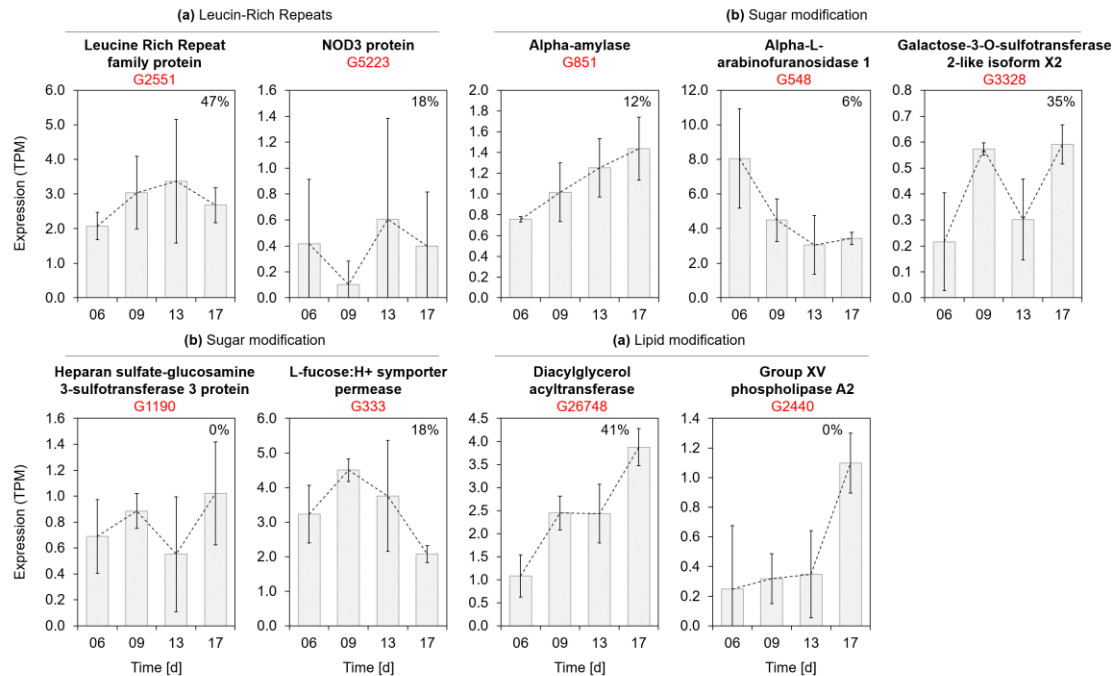 (a) Leucin-Rich Repeats
(b) Sugar modification
Leucine Rich Repeat
family protein
G2551
NOD3 protein
G5223
Alpha-amylase
G851
Alpha-L-
arabinofuranosidase 1
G548
Galactose-3-O-sulfotransferase
2-like isoform X2
G3328
Expression (TPM)
6.0
5.0
4.0
3.0
2.0
1.0
0.0
47%
06 09 13 17
1.6
1.4
1.2
1.0
0.8
0.6
0.4
0.2
0.0
18%
06 09 13 17
2.0
1.8
1.6
1.4
1.2
1.0
0.8
0.6
0.4
0.2
0.0
12%
06 09 13 17
12.0
10.0
8.0
6.0
4.0
2.0
0.0
6%
06 09 13 17
0.8
0.7
0.6
0.5
0.4
0.3
0.2
0.1
0.0
35%
06 09 13 17
(b) Sugar modification
(a) Lipid modification
Heparan sulfate-glucosamine
3-sulfotransferase 3 protein
G1190
L-fucose:H+ symporter
permease
G333
Diacylglycerol
acyltransferase
G26748
Group XV
phospholipase A2
G2440
Expression (TPM)
1.6
1.4
1.2
1.0
0.8
0.6
0.4
0.2
0.0
0%
06 09 13 17
Time [d]
6.0
5.0
4.0
3.0
2.0
1.0
0.0
18%
06 09 13 17
Time [d]
4.5
4.0
3.5
3.0
2.5
2.0
1.5
1.0
0.5
0.0
41%
06 09 13 17
Time [d]
1.4
1.2
1.0
0.8
0.6
0.4
0.2
0.0
0%
06 09 13 17
Time [d]